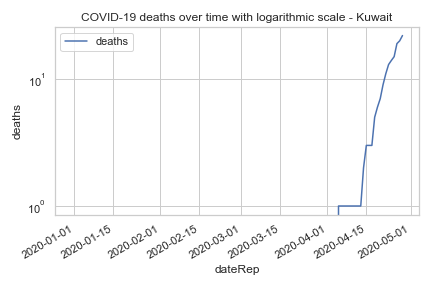 COVID-19 deaths over time with logarithmic scale - Kuwait
deaths
10¹
10⁰
deaths
2020-01-01
2020-01-15
2020-02-01
2020-02-15
2020-03-01
2020-03-15
2020-04-01
2020-04-15
2020-05-01
dateRep